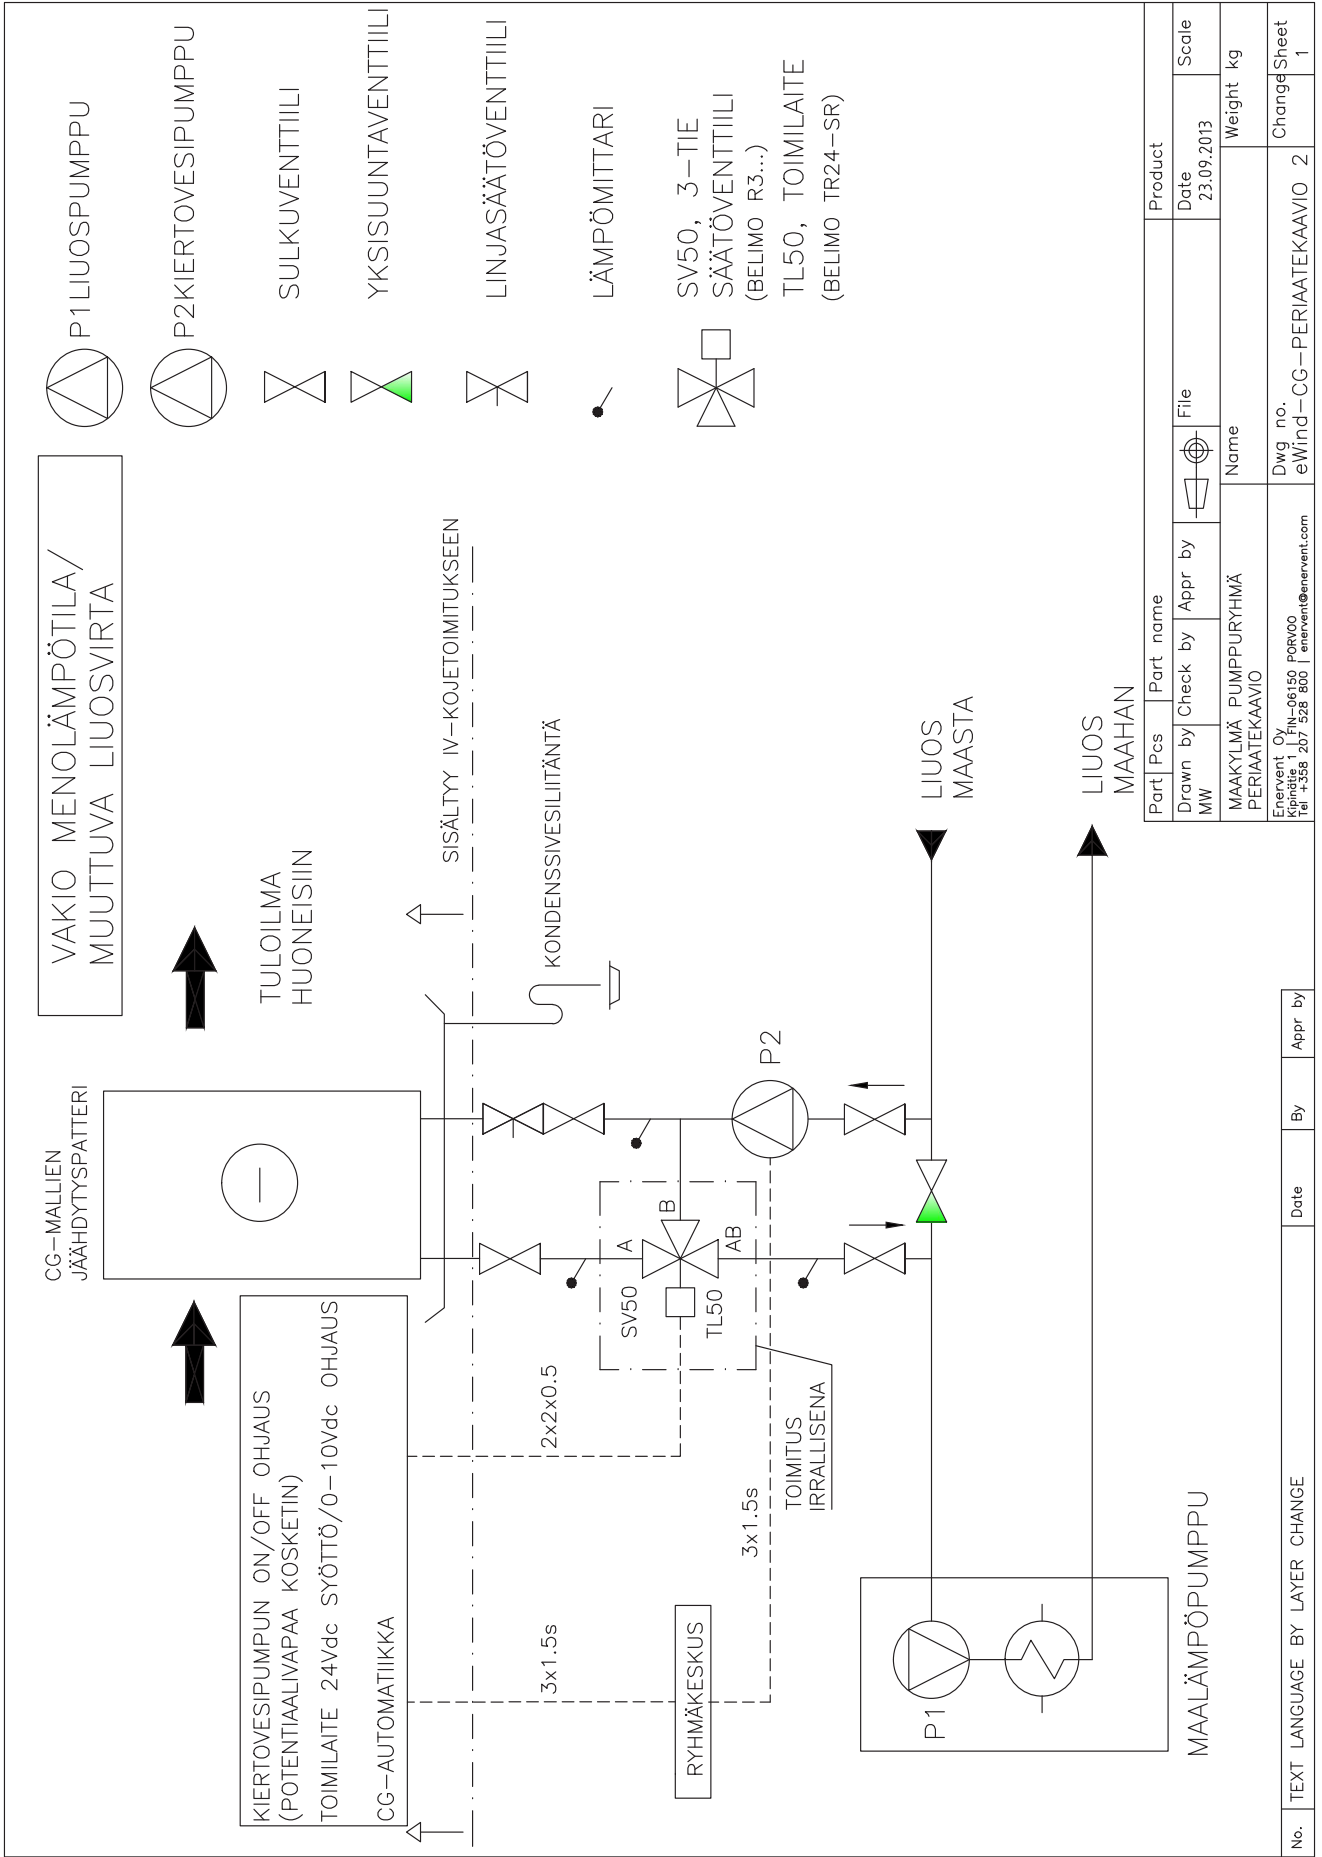 VAKIO MENOLÄMPÖTILA/
MUUTTUVA LIUOSVIRTA
P1 LIUOSPUMPPU
P2 KIERTOVESIPUMPPU
SULKUVENTTIILI
YKSISUUNTAVENTTIILI
LINJASÄÄTÖVENTTIILI
LÄMPÖMITTARI
SV50, 3-TIE
SÄÄTÖVENTTIILI
(BELIMO R3..)
TL50, TOIMILAITE
(BELIMO TR24-SR)
CG-MALLIEN
JÄÄHDYTYSPATTERI
TULOILMA
HUONEISIIN
SISÄLTYY IV-KOJETOIMITUKSEEN
KONDENSSIVESILIITÄNTÄ
KIERTOVESIPUMPUN ON/OFF OHJAUS
(POTENTIAALIVAPAA KOSKETIN)
TOIMILAITE 24Vdc SYÖTTÖ/0-10Vdc OHJAUS
CG-AUTOMATIIKKA
3x1.5s
2x2x0.5
SV50
A
B
AB
TL50
P2
RYHMÄKESKUS
3x1.5s
TOIMITUS
IRRALLISENA
P1
MAALÄMPÖPUMPPU
LIUOS
MAASTA
LIUOS
MAAHAN
Part Pcs Part name Product
Drawn by Check by Appr by File Date Scale
MW 23.09.2013
MAAKYLMÄ PUMPPURYHMÄ
PERIAATEKAAVIO
Name Weight kg
Enervent Oy
Kipinätie 1 | FIN-06150 PORVOO
Tel +358 207 528 800 | enervent@enervent.com
Dwg no. Change Sheet
eWind-CG-PERIAATEKAAVIO 2 1
No. TEXT LANGUAGE BY LAYER CHANGE Date By Appr by